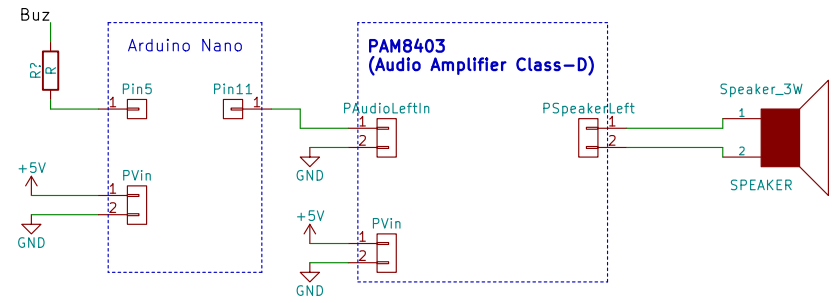 Buz
R?
R
Arduino Nano
Pin5
1
Pin11
1
+5V
GND
PVin
1
2
PAM8403
(Audio Amplifier Class-D)
PAudioLeftIn
1
2
GND
PSpeakerLeft
1
2
+5V
GND
PVin
1
2
Speaker_3W
1
2
SPEAKER